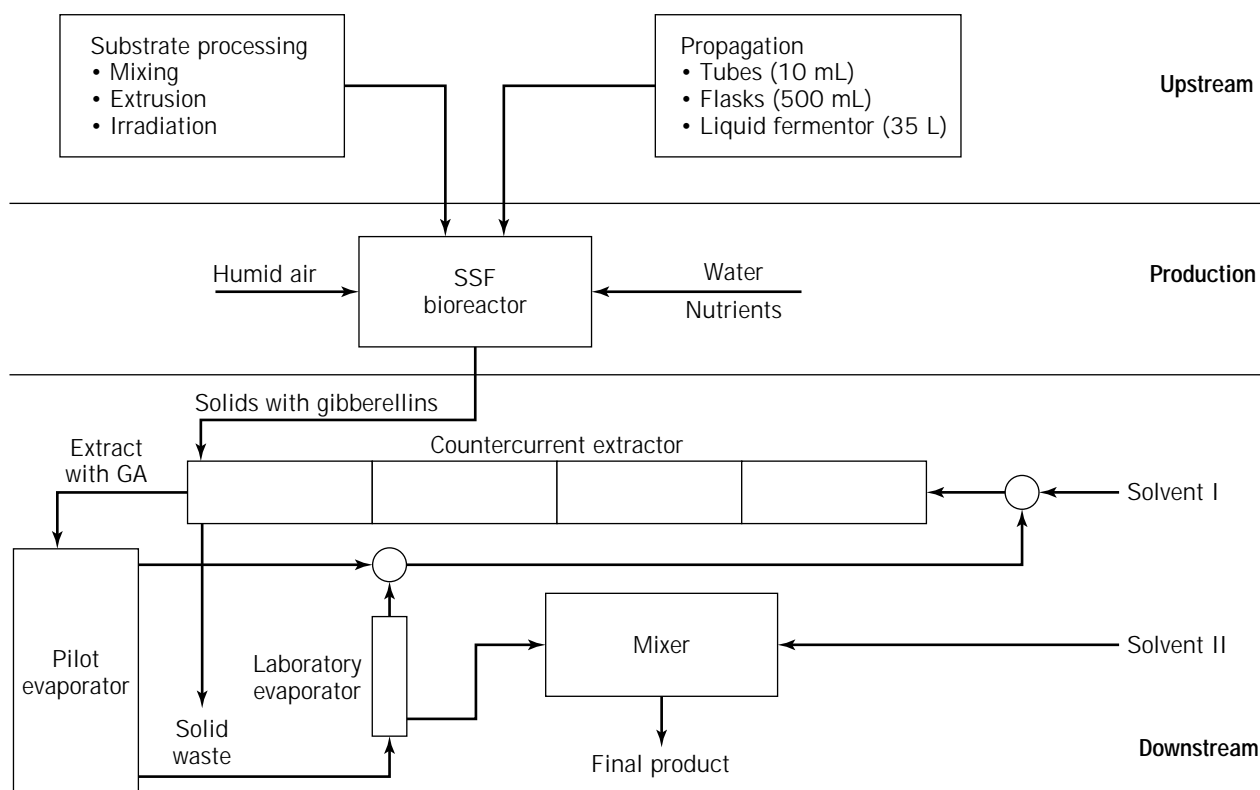 Substrate processing
• Mixing
• Extrusion
• Irradiation
Propagation
• Tubes (10 mL)
• Flasks (500 mL)
• Liquid fermentor (35 L)
Upstream
Humid air
SSF
bioreactor
Water
Nutrients
Production
Solids with gibberellins
Extract
with GA
Countercurrent extractor
Solvent I
Pilot
evaporator
Solid
waste
Laboratory
evaporator
Mixer
Solvent II
Final product
Downstream